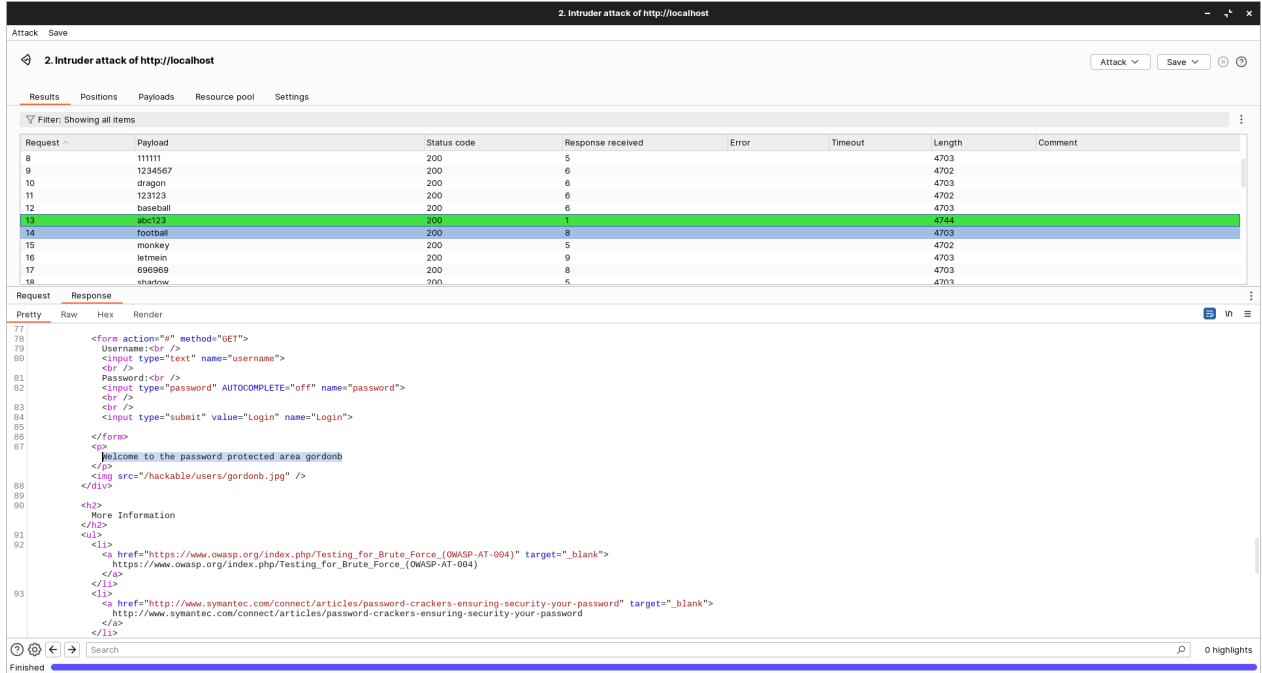 2. Intruder attack of http://localhost
Attack Save
2. Intruder attack of http://localhost
Attack Save
Results Positions Payloads Resource pool Settings
Filter: Showing all items
Request Payload Status code Response received Error Timeout Length Comment
8 111111 200 5 4703
9 1234567 200 6 4702
10 dragon 200 6 4703
11 123123 200 6 4702
12 baseball 200 6 4703
13 abc123 200 1 4744
14 football 200 8 4703
15 monkey 200 5 4702
16 letmein 200 9 4703
17 696969 200 8 4703
18 shadow 200 5 4703
Request Response
Pretty Raw Hex Render
\n
77
78 <form action="#" method="GET">
79 Username:<br />
80 <input type="text" name="username">
<br />
81 Password:<br />
82 <input type="password" AUTOCOMPLETE="off" name="password">
<br />
83 <br />
84 <input type="submit" value="Login" name="Login">
85
86 </form>
87 <p>
Welcome to the password protected area gordonb
</p>
<img src="/hackable/users/gordonb.jpg" />
88 </div>
89
90 <h2>
More Information
</h2>
91 <ul>
92 <li>
<a href="https://www.owasp.org/index.php/Testing_for_Brute_Force_(OWASP-AT-004)" target="_blank">
https://www.owasp.org/index.php/Testing_for_Brute_Force_(OWASP-AT-004)
</a>
</li>
93 <li>
<a href="http://www.symantec.com/connect/articles/password-crackers-ensuring-security-your-password" target="_blank">
http://www.symantec.com/connect/articles/password-crackers-ensuring-security-your-password
</a>
</li>
Search 0 highlights
Finished